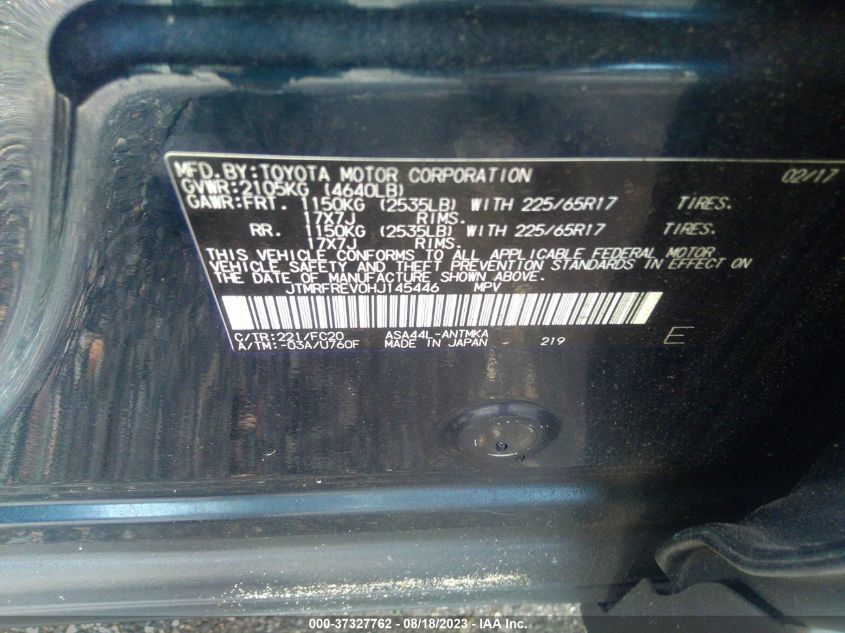 MFD.BY:TOYOTA MOTOR CORPORATION 02/17
GVWR:2105KG (4640LB)
GAWR:FRT. 1150KG (2535LB) WITH 225/65R17 TIRES.
17X7J RIMS.
RR. 1150KG (2535LB) WITH 225/65R17 TIRES.
17X7J RIMS.
THIS VEHICLE CONFORMS TO ALL APPLICABLE FEDERAL MOTOR
VEHICLE SAFETY AND THEFT PREVENTION STANDARDS IN EFFECT ON
THE DATE OF MANUFACTURE SHOWN ABOVE.
JTMRFREV0HJ145446 MPV
C/TR:221/FC20 ASA44L-ANTMKA
A/TM:-03A/U760F MADE IN JAPAN 219 E
000-37327762 - 08/18/2023 - IAA Inc.